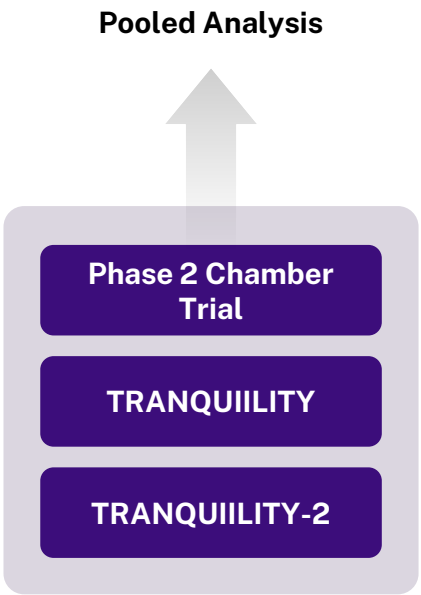 Pooled Analysis
Phase 2 Chamber
Trial
TRANQUIILITY
TRANQUIILITY-2